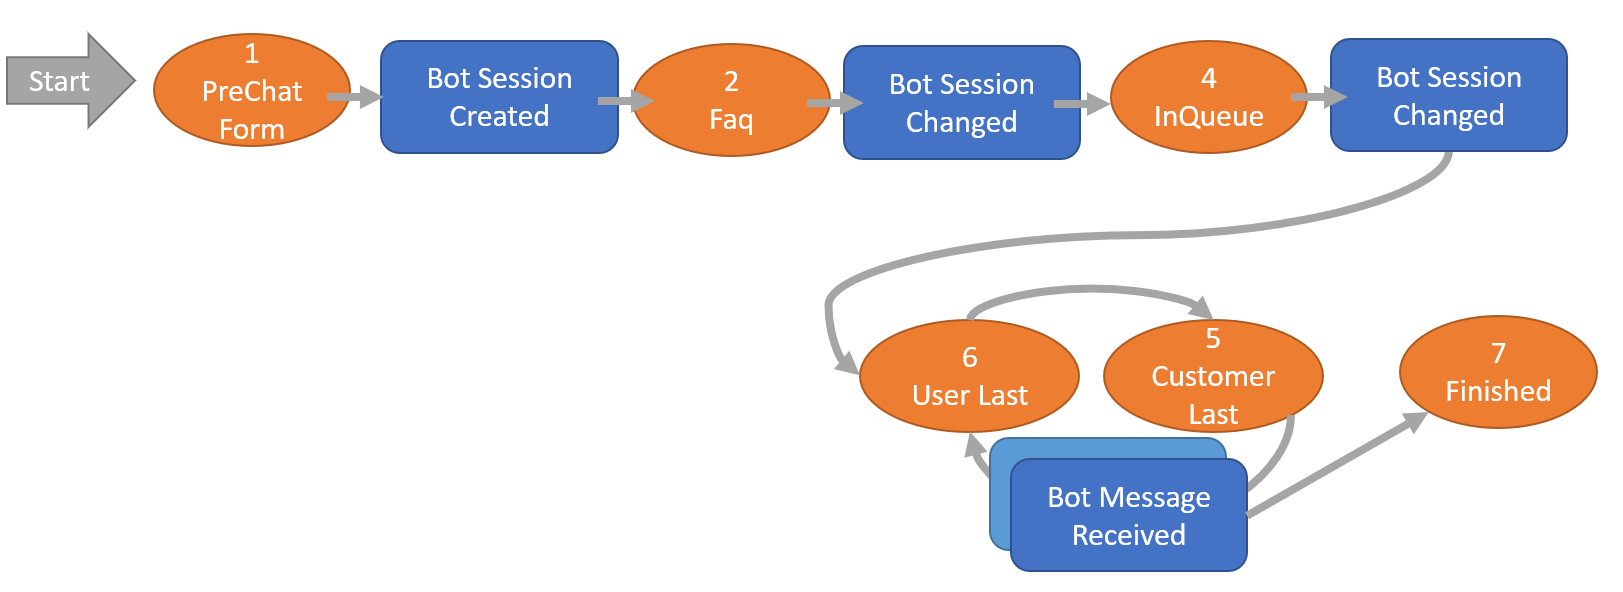 Start
1
PreChat
Form
Bot Session
Created
2
Faq
Bot Session
Changed
4
InQueue
Bot Session
Changed
6
User Last
5
Customer
Last
7
Finished
Bot Message
Received